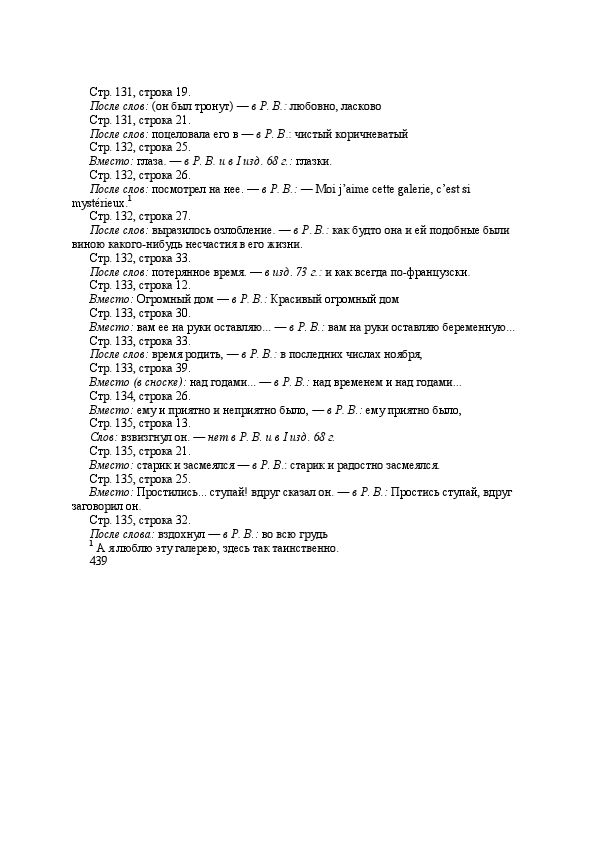 Стр. 131, строка 19.
После слов: (он был тронут) — в Р. В.: любовно, ласково
Стр. 131, строка 21.
После слов: поцеловала его в — в Р. В.: чистый коричневатый
Стр. 132, строка 25.
Вместо: глаза. — в Р. В. и в I изд. 68 г.: глазки.
Стр. 132, строка 26.
После слов: посмотрел на нее. — в Р. В.: — Moi j’aime cette galerie, c’est si
mystérieux.¹
Стр. 132, строка 27.
После слов: выразилось озлобление. — в Р. В.: как будто она и ей подобные были
виною какого-нибудь несчастия в его жизни.
Стр. 132, строка 33.
После слов: потерянное время. — в изд. 73 г.: и как всегда по-французски.
Стр. 133, строка 12.
Вместо: Огромный дом — в Р. В.: Красивый огромный дом
Стр. 133, строка 30.
Вместо: вам ее на руки оставляю... — в Р. В.: вам на руки оставляю беременную...
Стр. 133, строка 33.
После слов: время родить, — в Р. В.: в последних числах ноября,
Стр. 133, строка 39.
Вместо (в сноске): над годами... — в Р. В.: над временем и над годами...
Стр. 134, строка 26.
Вместо: ему и приятно и неприятно было, — в Р. В.: ему приятно было,
Стр. 135, строка 13.
Слов: взвизгнул он. — нет в Р. В. и в I изд. 68 г.
Стр. 135, строка 21.
Вместо: старик и засмеялся — в Р. В.: старик и радостно засмеялся.
Стр. 135, строка 25.
Вместо: Простились... ступай! вдруг сказал он. — в Р. В.: Простись ступай, вдруг
заговорил он.
Стр. 135, строка 32.
После слова: вздохнул — в Р. В.: во всю грудь
¹ А я люблю эту галерею, здесь так таинственно.
439